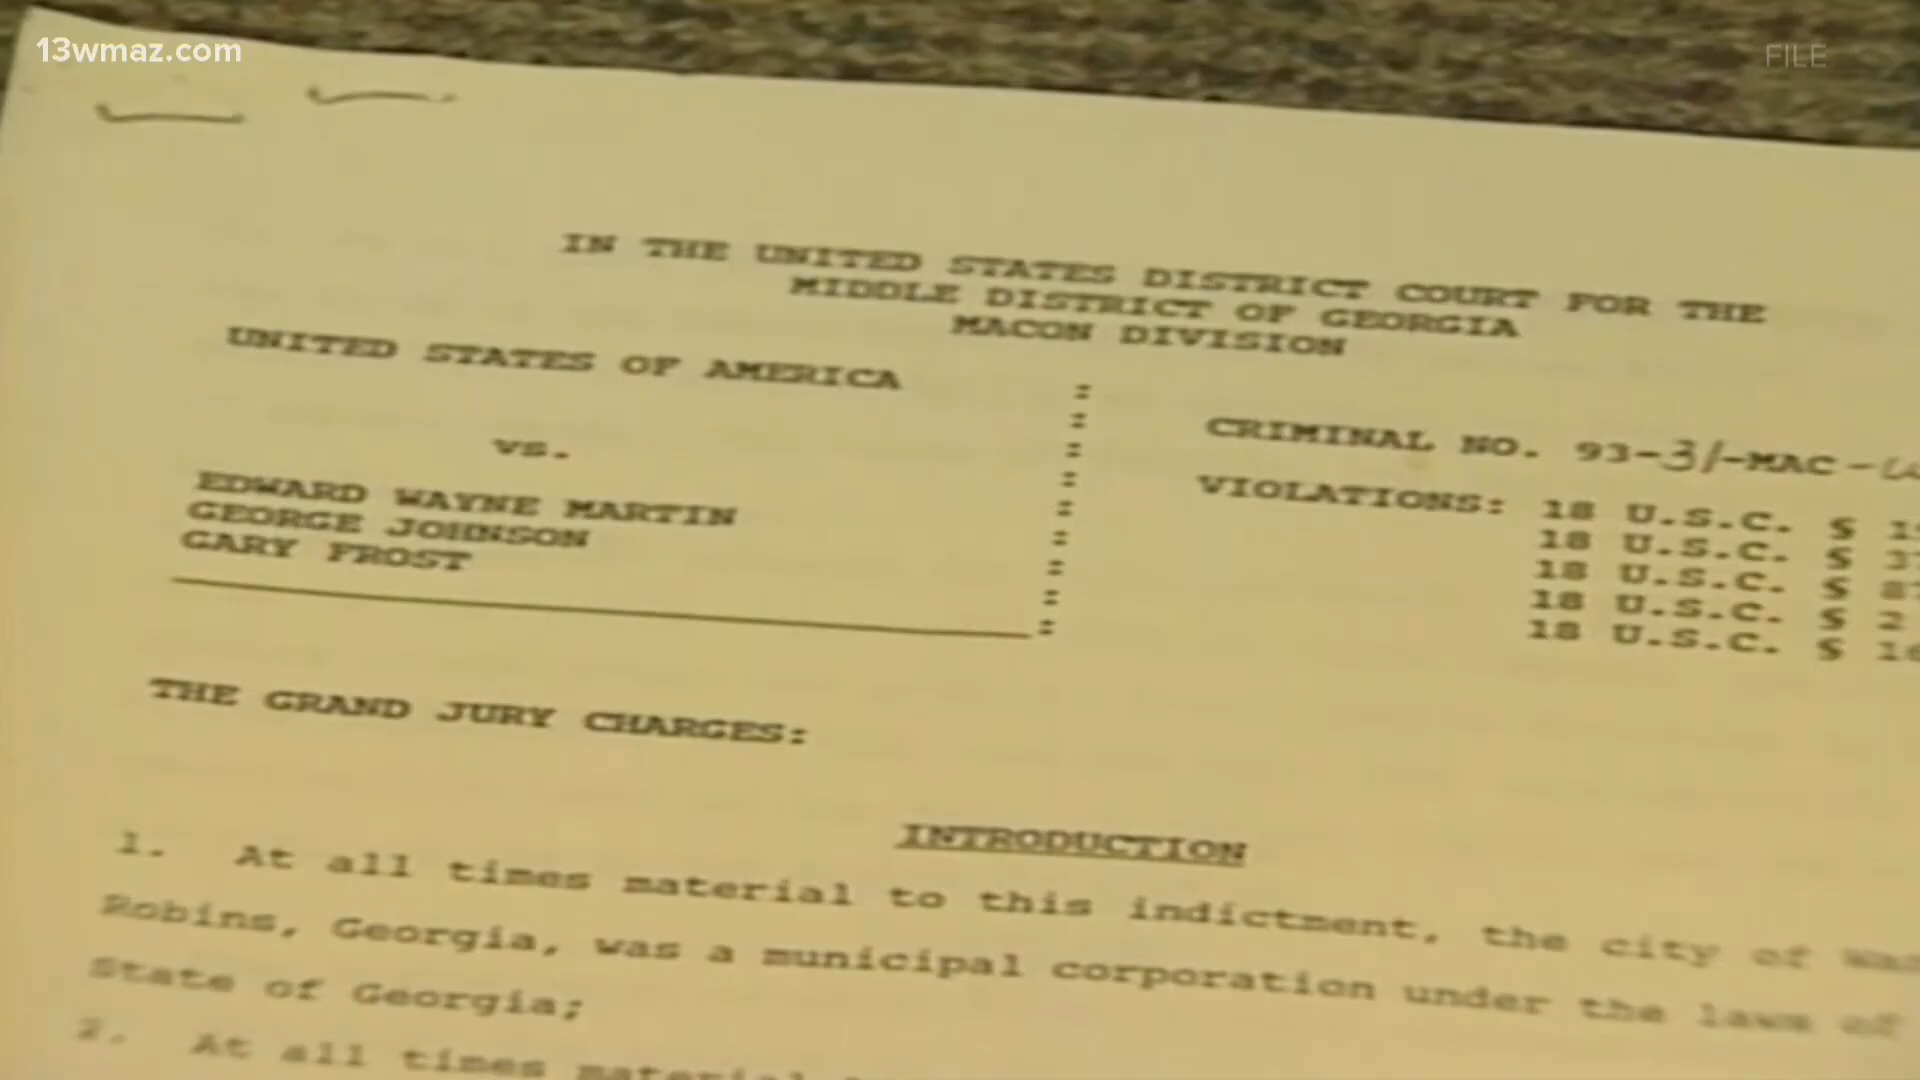 13wmaz.com
FILE
IN THE UNITED STATES DISTRICT COURT FOR THE
MIDDLE DISTRICT OF GEORGIA
MACON DIVISION
UNITED STATES OF AMERICA
vs.
EDWARD WAYNE MARTIN
GEORGE JOHNSON
GARY FROST
CRIMINAL NO. 93-31-MAC-
VIOLATIONS: 18 U.S.C. §
18 U.S.C. §
18 U.S.C. §
18 U.S.C. § 2
18 U.S.C. §
THE GRAND JURY CHARGES:
INTRODUCTION
1. At all times material to this indictment, the city of
Robins, Georgia, was a municipal corporation under the laws of
State of Georgia;
2. At all times material